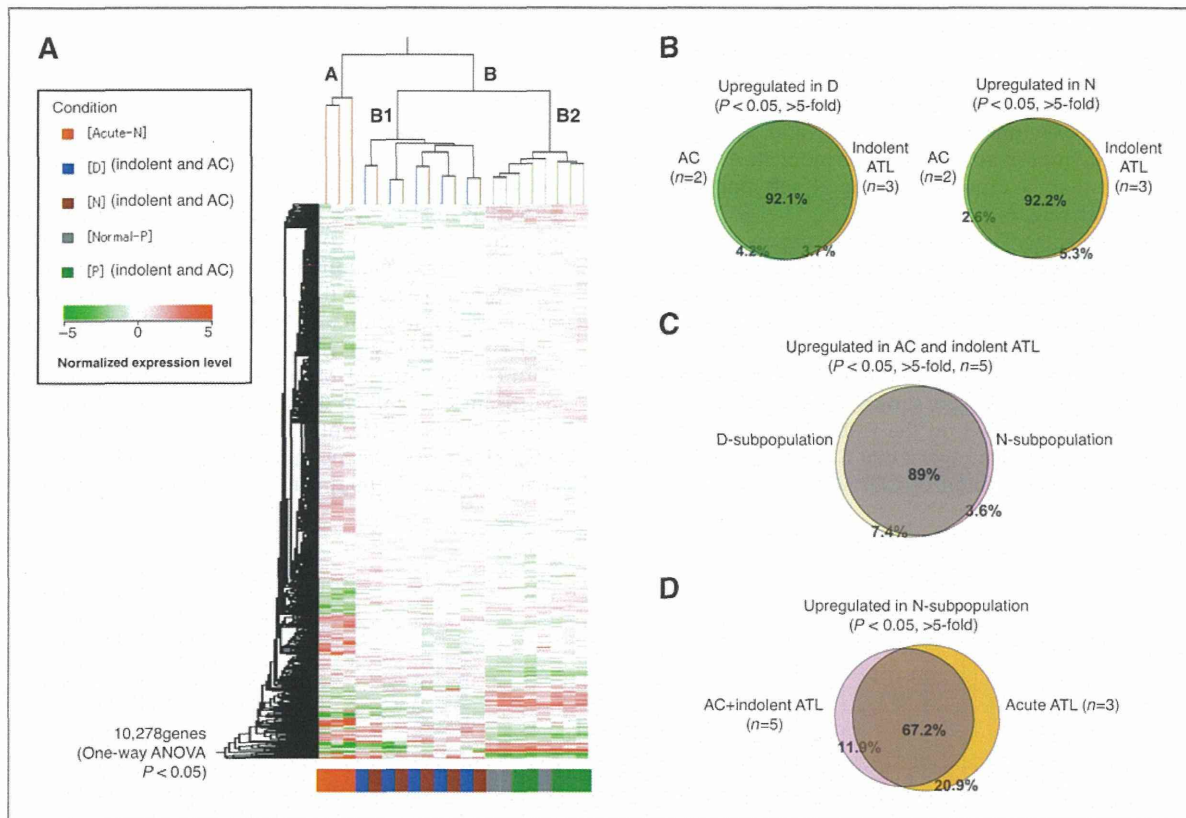 A
A
B
B1
B2
Condition
[Acute-N]
[D] (indolent and AC)
[N] (indolent and AC)
[Normal-P]
[P] (indolent and AC)
−5
0
5
Normalized expression level
10,278genes
(One-way ANOVA
P < 0.05)
B
Upregulated in D
(P < 0.05, >5-fold)
AC
(n=2)
Indolent
ATL
(n=3)
92.1%
4.2%
3.7%
Upregulated in N
(P < 0.05, >5-fold)
AC
(n=2)
Indolent
ATL
(n=3)
92.2%
2.6%
5.3%
C
Upregulated in AC and indolent ATL
(P < 0.05, >5-fold, n=5)
D-subpopulation
N-subpopulation
89%
3.6%
7.4%
D
Upregulated in N-subpopulation
(P < 0.05, >5-fold)
AC+indolent ATL
(n=5)
Acute ATL (n=3)
67.2%
11.9%
20.9%